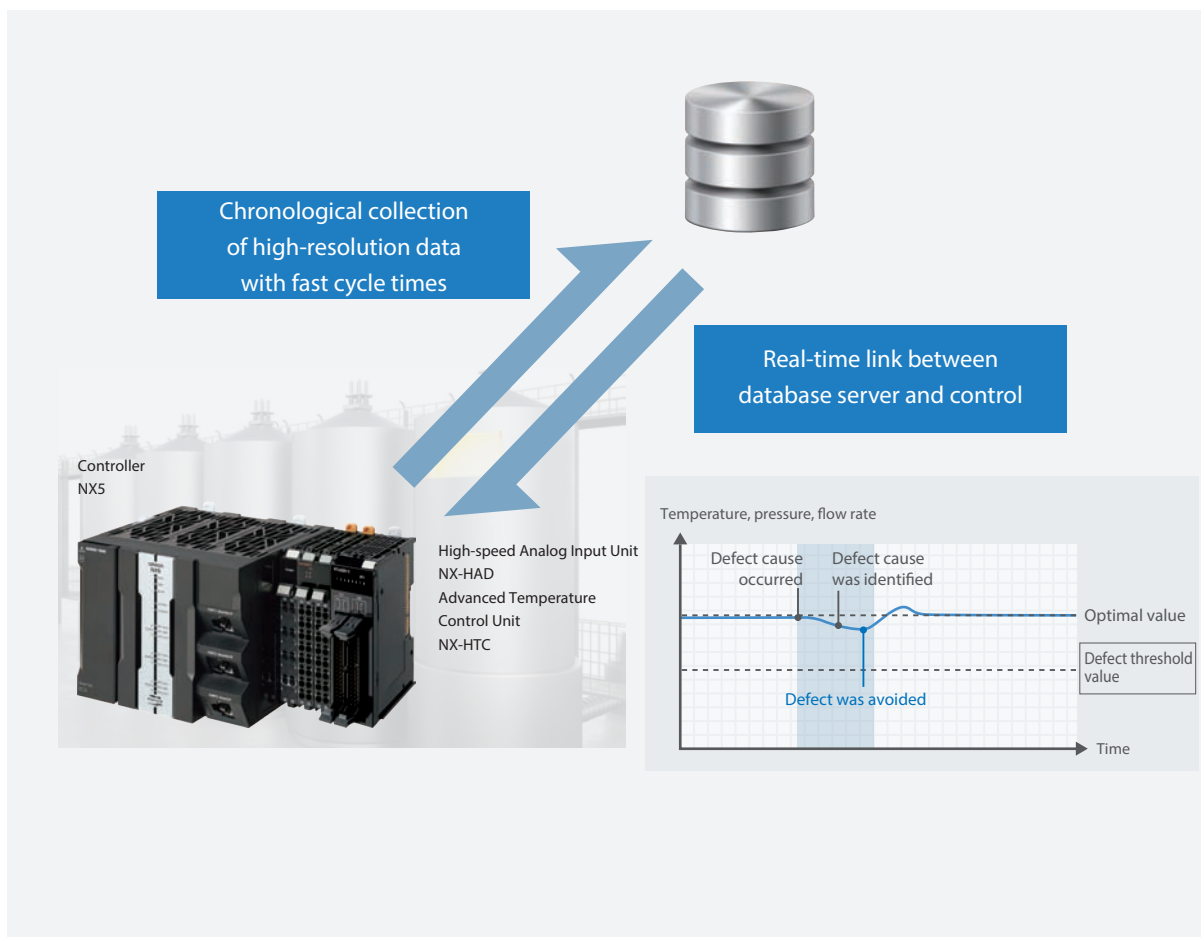 Chronological collection
of high-resolution data
with fast cycle times
Real-time link between
database server and control
Controller
NX5
High-speed Analog Input Unit
NX-HAD
Advanced Temperature
Control Unit
NX-HTC
Temperature, pressure, flow rate
Defect cause
occurred
Defect cause
was identified
Optimal value
Defect threshold
value
Defect was avoided
Time